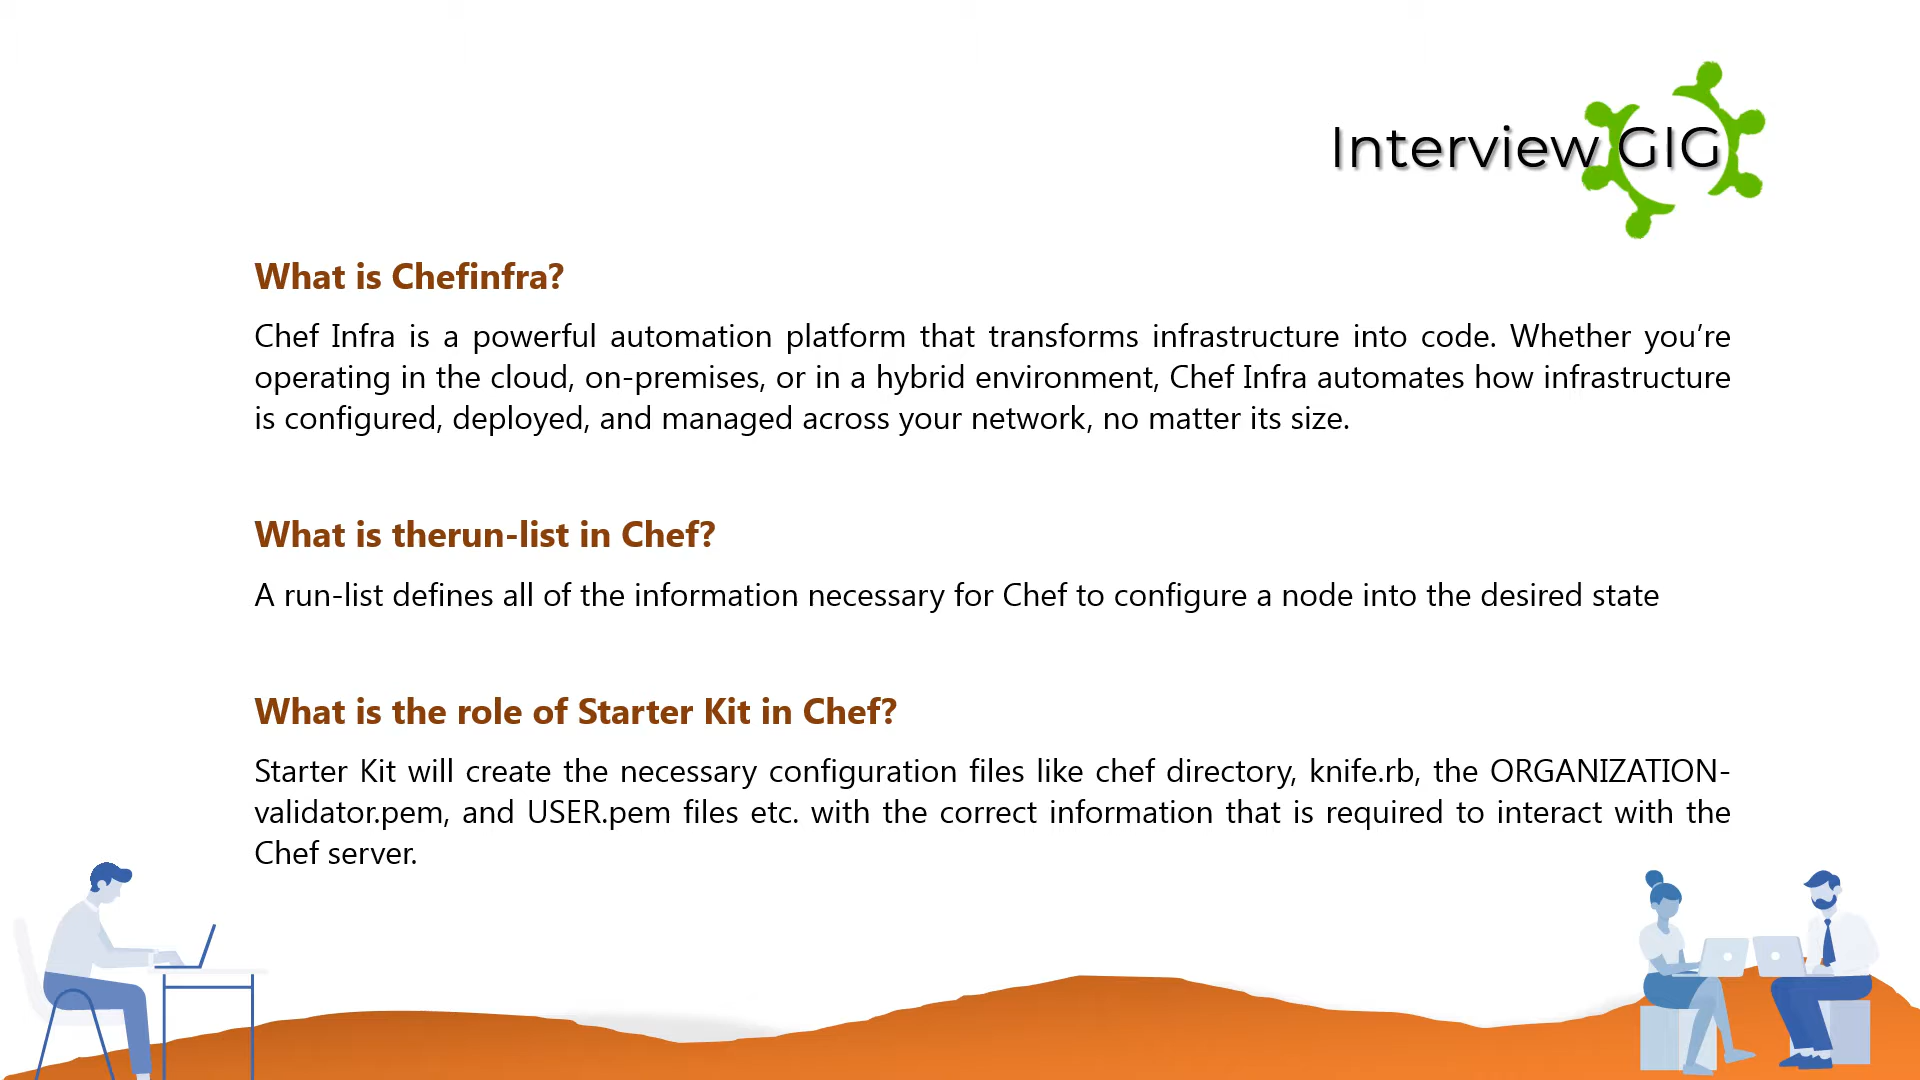 Interview GIG
What is Chefinfra?
Chef Infra is a powerful automation platform that transforms infrastructure into code. Whether you’re
operating in the cloud, on-premises, or in a hybrid environment, Chef Infra automates how infrastructure
is configured, deployed, and managed across your network, no matter its size.
What is therun-list in Chef?
A run-list defines all of the information necessary for Chef to configure a node into the desired state
What is the role of Starter Kit in Chef?
Starter Kit will create the necessary configuration files like chef directory, knife.rb, the ORGANIZATION-
validator.pem, and USER.pem files etc. with the correct information that is required to interact with the
Chef server.